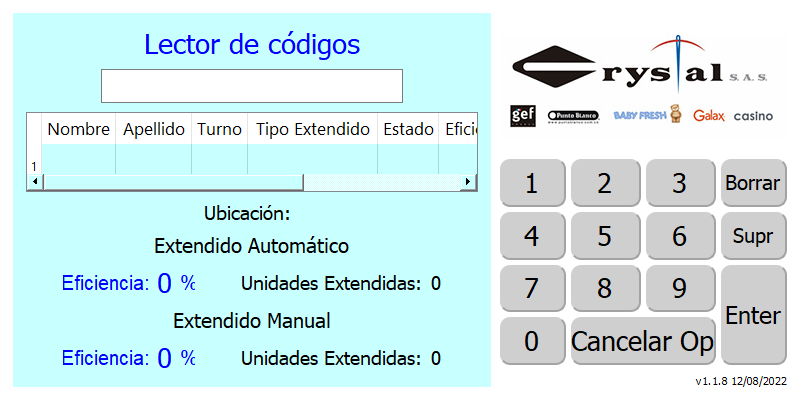 Lector de códigos
Nombre Apellido Turno Tipo Extendido Estado Efici
1
Ubicación:
Extendido Automático
Eficiencia: 0 % Unidades Extendidas: 0
Extendido Manual
Eficiencia: 0 % Unidades Extendidas: 0
Crystal S.A.S.
gef Punto Blanco BABY FRESH Galax casino
1 2 3 Borrar
4 5 6 Supr
7 8 9 Enter
0 Cancelar Op
v1.1.8 12/08/2022